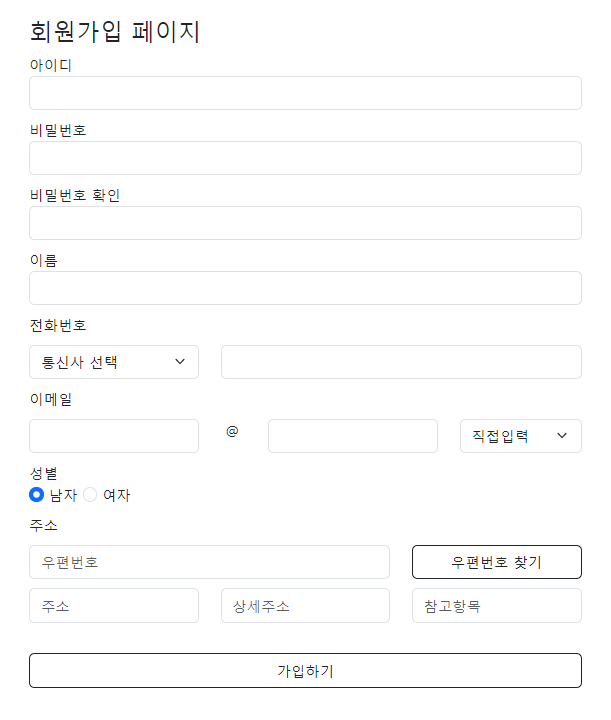 회원가입 페이지
아이디
비밀번호
비밀번호 확인
이름
전화번호
통신사 선택
이메일
@ 직접입력
성별
남자 여자
주소
우편번호 우편번호 찾기
주소 상세주소 참고항목
가입하기